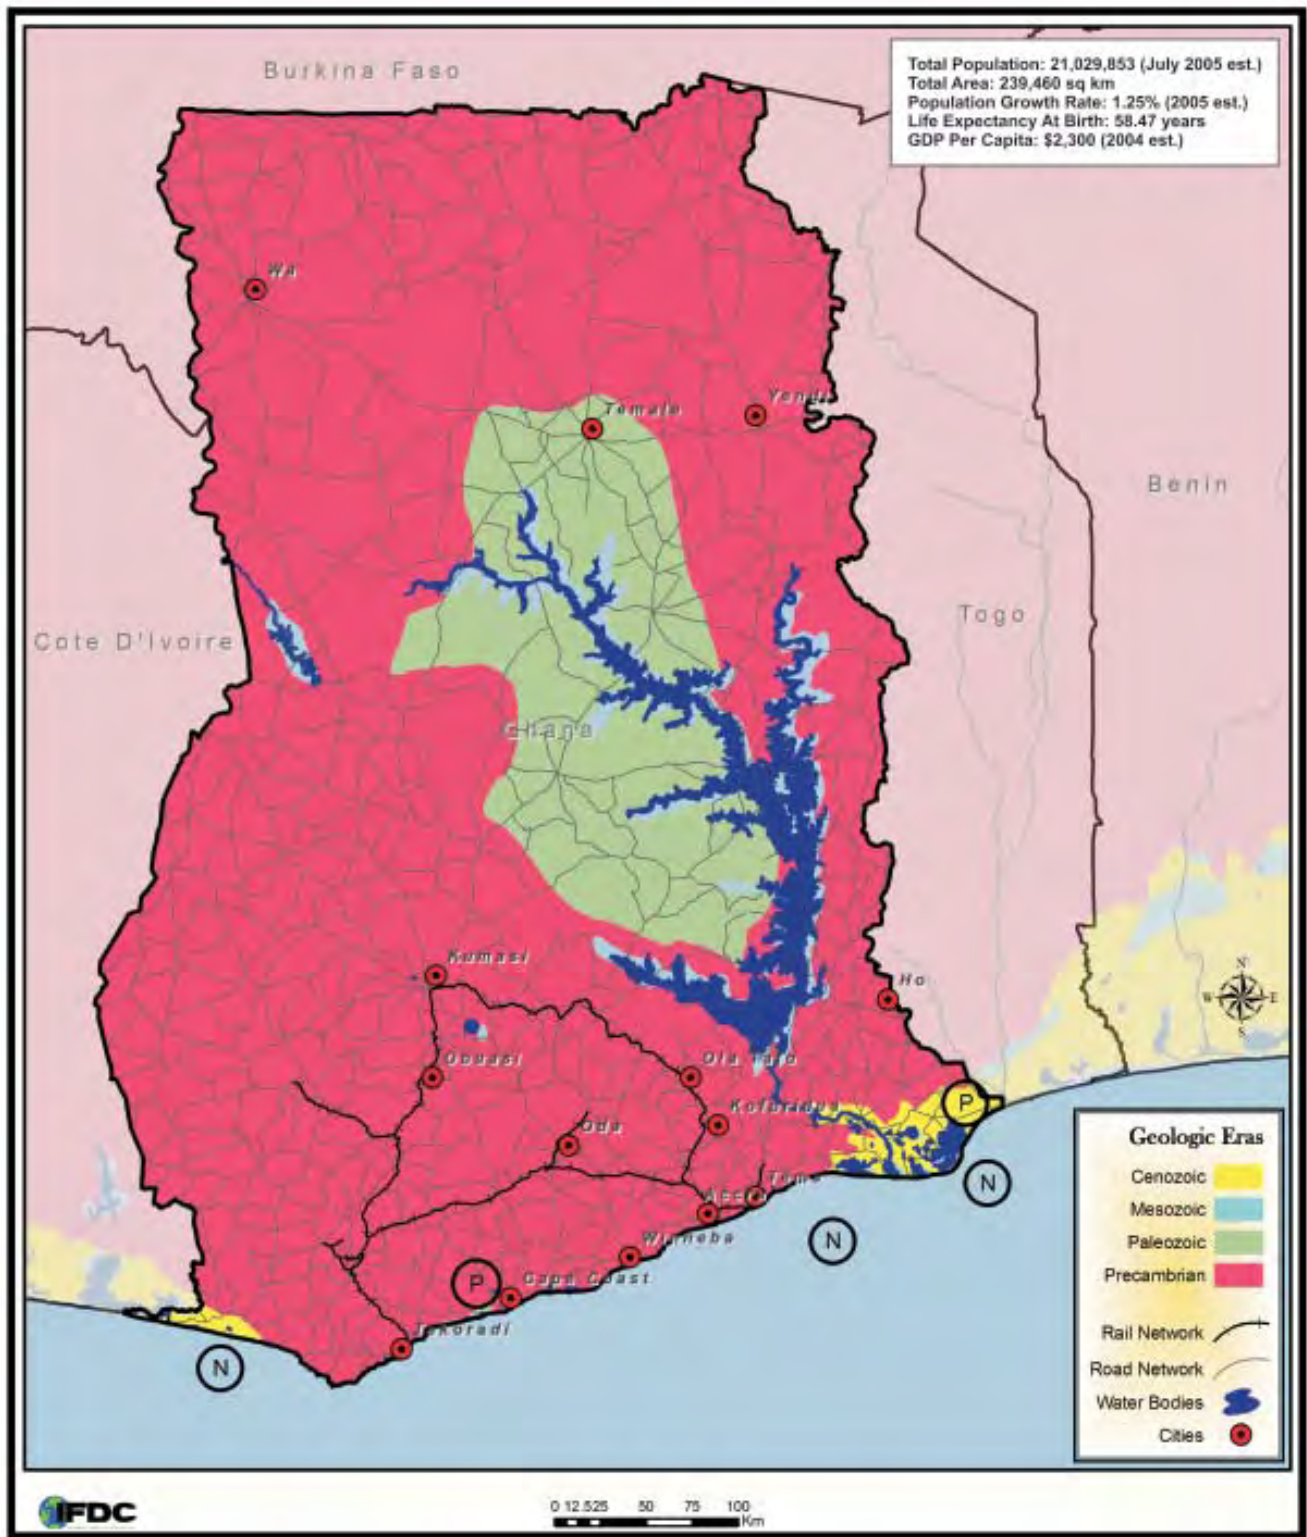 Burkina Faso
Total Population: 21,029,853 (July 2005 est.)
Total Area: 239,460 sq km
Population Growth Rate: 1.25% (2005 est.)
Life Expectancy At Birth: 58.47 years
GDP Per Capita: $2,300 (2004 est.)
Wa
Tamale
Yendi
Benin
Togo
Cote D'Ivoire
Ghana
Kumasi
Ho
N
W E
S
Obuasi
Kofuridua
Oda
P
Accra
Tema
N
Winneba
N
P
Cape Coast
Takoradi
N
Geologic Eras
Cenozoic
Mesozoic
Paleozoic
Precambrian
Rail Network
Road Network
Water Bodies
Cities
IFDC
0 12.525 50 75 100
Km